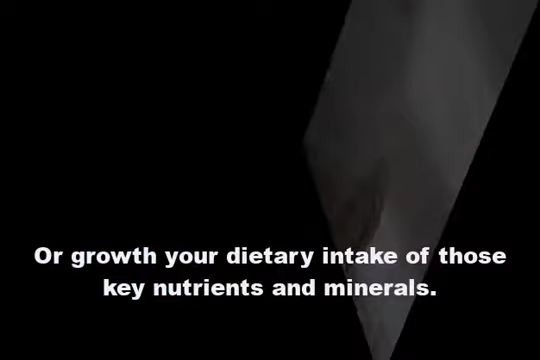 Or growth your dietary intake of those
key nutrients and minerals.